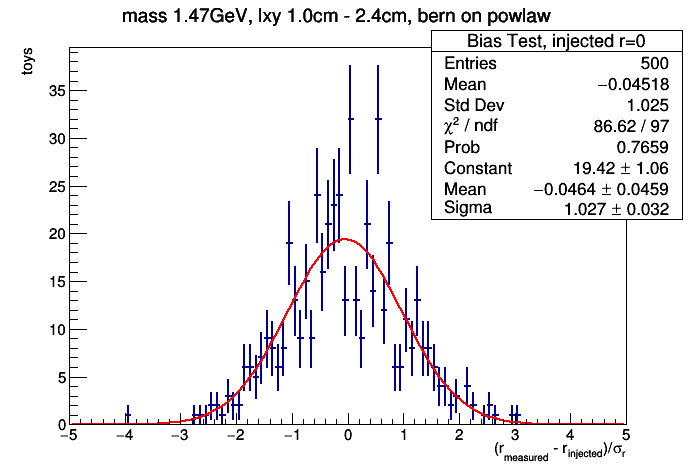 mass 1.47GeV, lxy 1.0cm - 2.4cm, bern on powlaw
Bias Test, injected r=0
Entries 500
Mean −0.04518
Std Dev 1.025
χ² / ndf 86.62 / 97
Prob 0.7659
Constant 19.42 ± 1.06
Mean −0.0464 ± 0.0459
Sigma 1.027 ± 0.032
toys
35
30
25
20
15
10
5
0
−5 −4 −3 −2 −1 0 1 2 3 4 5
(r_measured - r_injected)/σ_r